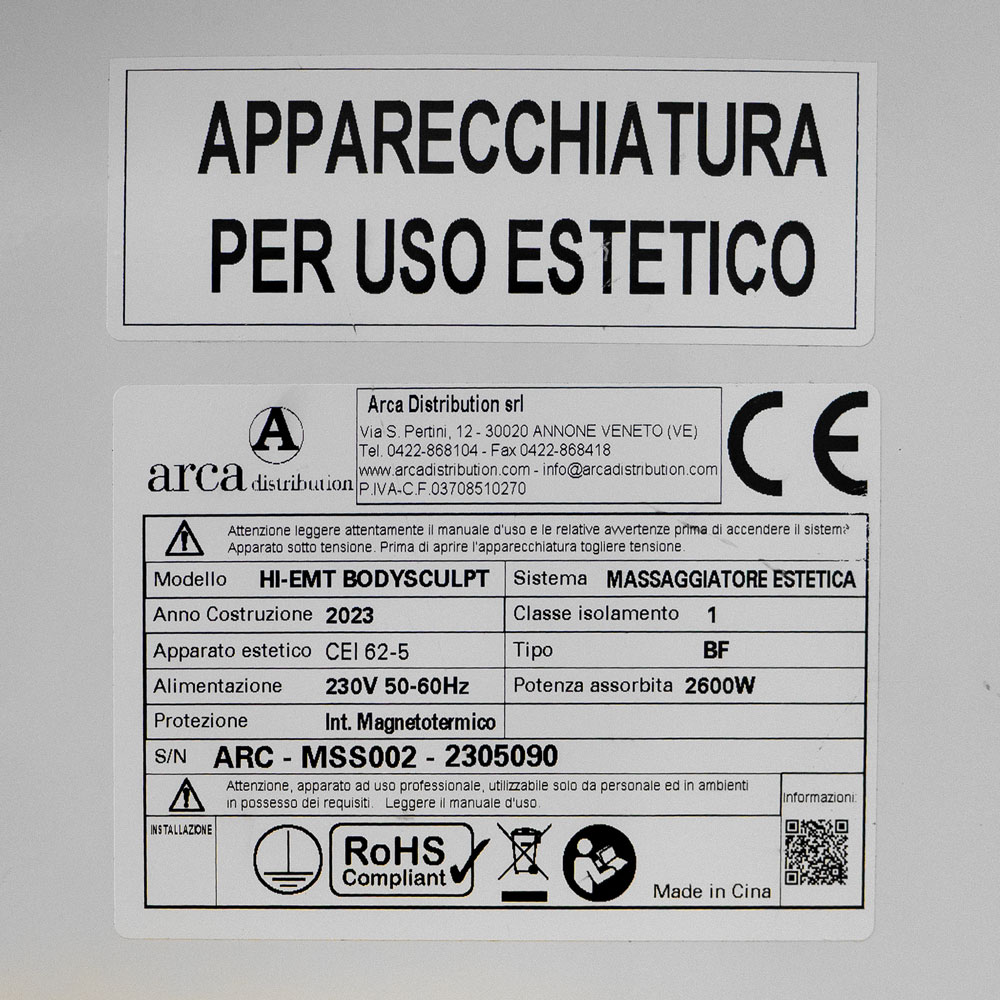 APPARECCHIATURA
PER USO ESTETICO
A
arca distribution
Arca Distribution srl
Via S. Pertini, 12 - 30020 ANNONE VENETO (VE)
Tel. 0422-868104 - Fax 0422-868418
www.arcadistribution.com - info@arcadistribution.com
P.IVA-C.F.03708510270
CE
Attenzione leggere attentamente il manuale d'uso e le relative avvertenze prima di accendere il sistema
Apparato sotto tensione. Prima di aprire l'apparecchiatura togliere tensione.
Modello HI-EMT BODYSCULPT Sistema MASSAGGIATORE ESTETICA
Anno Costruzione 2023 Classe isolamento 1
Apparato estetico CEI 62-5 Tipo BF
Alimentazione 230V 50-60Hz Potenza assorbita 2600W
Protezione Int. Magnetotermico
S/N ARC - MSS002 - 2305090
Attenzione, apparato ad uso professionale, utilizzabile solo da personale ed in ambienti
in possesso dei requisiti. Leggere il manuale d'uso.
Informazioni:
INSTALLAZIONE
RoHS
Compliant
Made in Cina